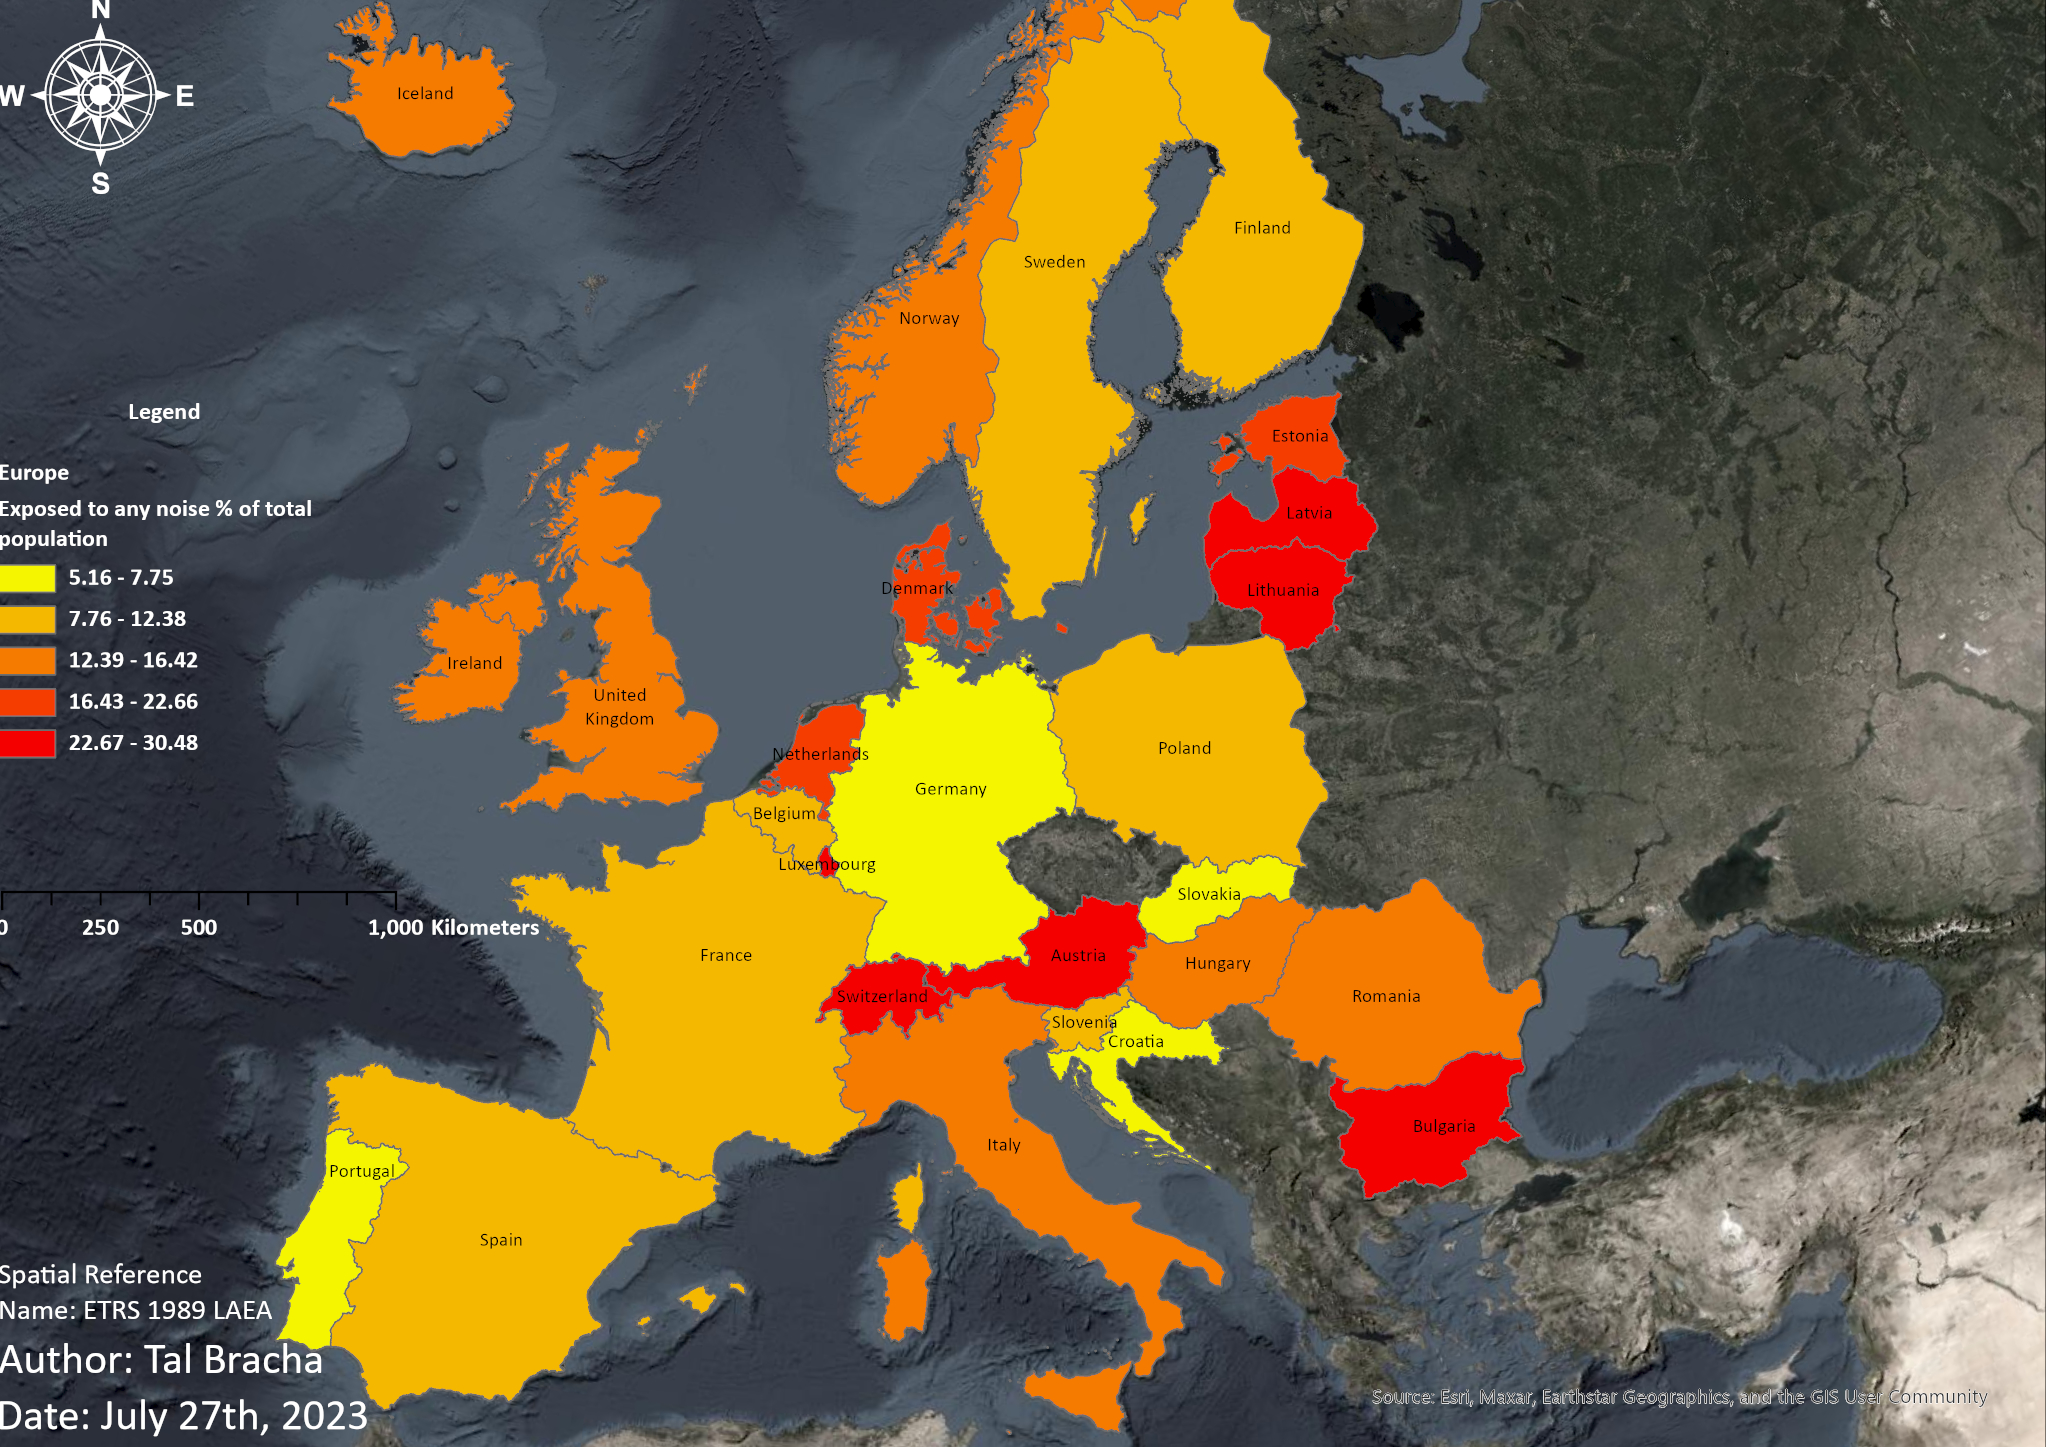 N
W
E
S
Iceland
Finland
Sweden
Norway
Legend
Europe
Exposed to any noise % of total
population
5.16 - 7.75
7.76 - 12.38
12.39 - 16.42
16.43 - 22.66
22.67 - 30.48
Estonia
Latvia
Lithuania
Denmark
Ireland
United
Kingdom
Netherlands
Poland
Germany
Belgium
Luxembourg
Slovakia
0
250
500
1,000 Kilometers
France
Austria
Hungary
Switzerland
Romania
Slovenia
Croatia
Bulgaria
Italy
Portugal
Spain
Spatial Reference
Name: ETRS 1989 LAEA
Author: Tal Bracha
Date: July 27th, 2023
Source: Esri, Maxar, Earthstar Geographics, and the GIS User Community